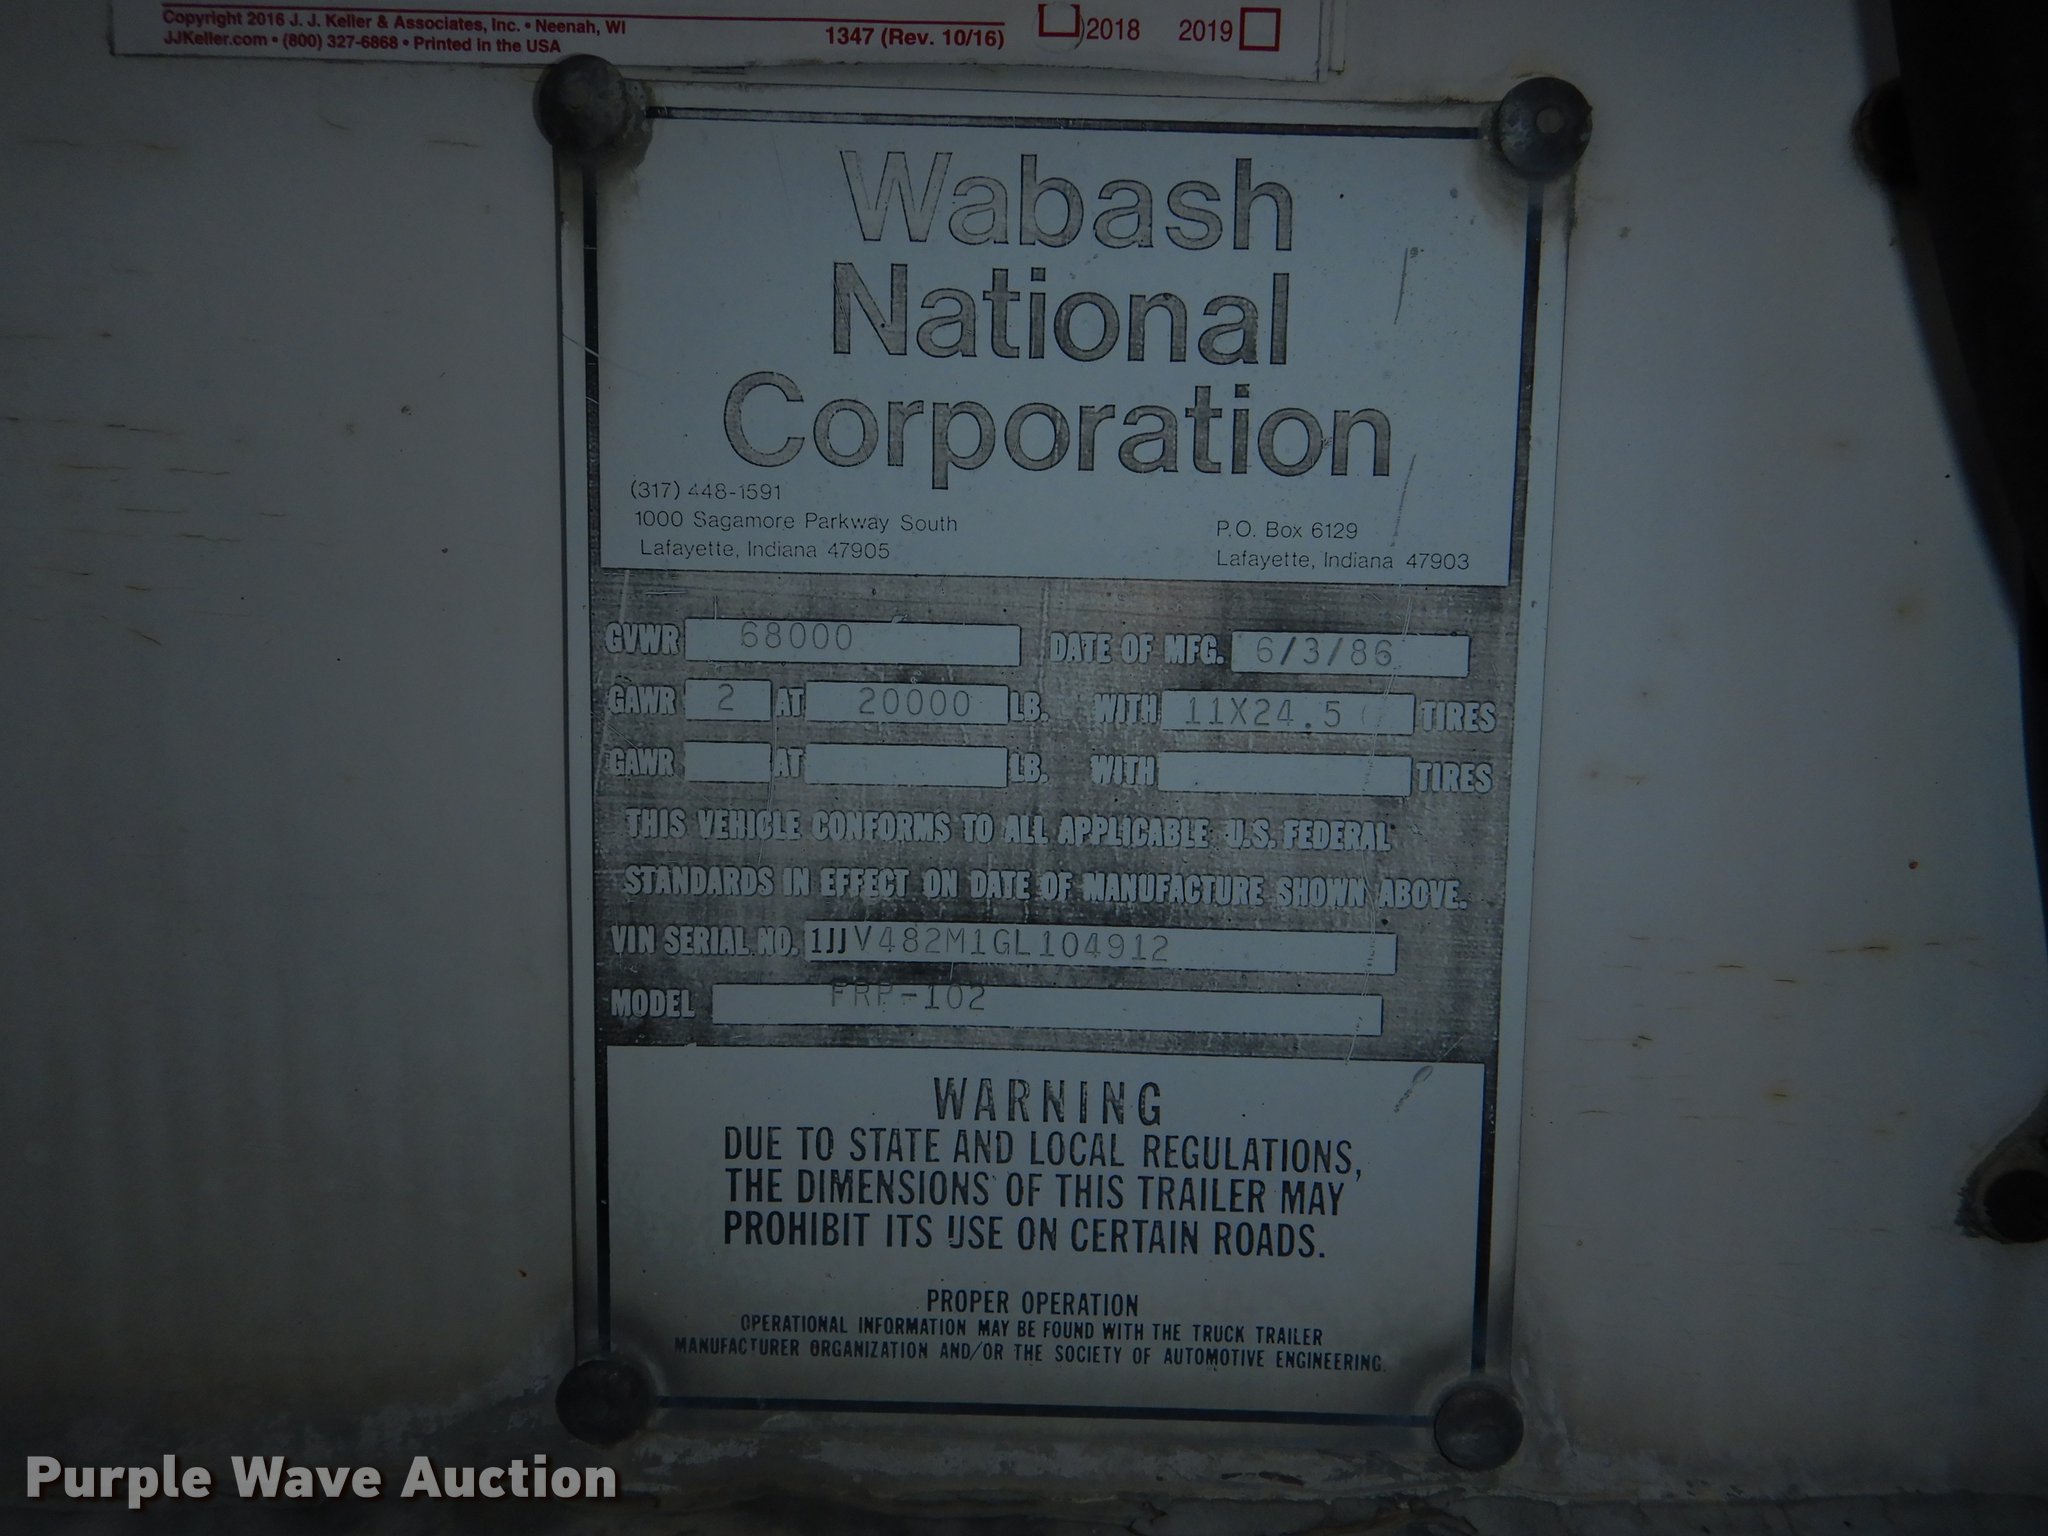 Copyright 2016 J. J. Keller & Associates, Inc. • Neenah, WI
JJKeller.com • (800) 327-6868 • Printed in the USA
1347 (Rev. 10/16)
2018 2019
Wabash
National
Corporation
(317) 448-1591
1000 Sagamore Parkway South
Lafayette, Indiana 47905
P.O. Box 6129
Lafayette, Indiana 47903
GVWR 68000 DATE OF MFG. 6/3/86
GAWR 2 AT 20000 LB. WITH 11X24.5 TIRES
GAWR AT LB. WITH TIRES
THIS VEHICLE CONFORMS TO ALL APPLICABLE U.S. FEDERAL
STANDARDS IN EFFECT ON DATE OF MANUFACTURE SHOWN ABOVE.
VIN SERIAL NO. 1JJV482M1GL104912
MODEL FRP-102
WARNING
DUE TO STATE AND LOCAL REGULATIONS,
THE DIMENSIONS OF THIS TRAILER MAY
PROHIBIT ITS USE ON CERTAIN ROADS.
PROPER OPERATION
OPERATIONAL INFORMATION MAY BE FOUND WITH THE TRUCK TRAILER
MANUFACTURER ORGANIZATION AND/OR THE SOCIETY OF AUTOMOTIVE ENGINEERING.
Purple Wave Auction